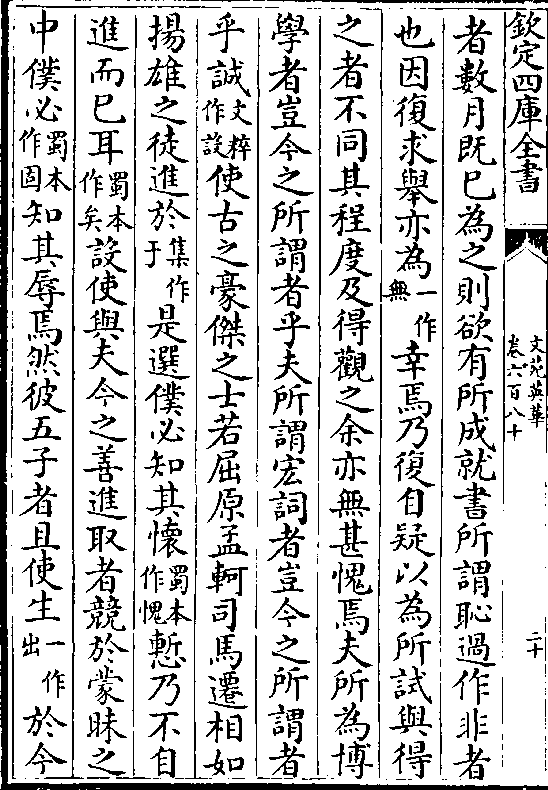 欽定四庫全書
文苑英華
卷六百八十
二十
者數月既已為之則欲有所成就書所謂恥過作非者
也因復求舉亦為一作無幸焉乃復自疑以為所試與得
之者不同其程度及得觀之余亦無甚愧焉夫所為博
學者豈今之所謂者乎夫所謂宏詞者豈今之所謂者
乎誠文粹作設使古之豪傑之士若屈原孟軻司馬遷相如
揚雄之徒進於集作于是選僕必知其懷蜀本作愧慙乃不自
進而已耳蜀本作矣設使與夫今之善進取者競於蒙昧之
中僕必蜀本作固知其辱焉然彼五子者且使生一作出於今